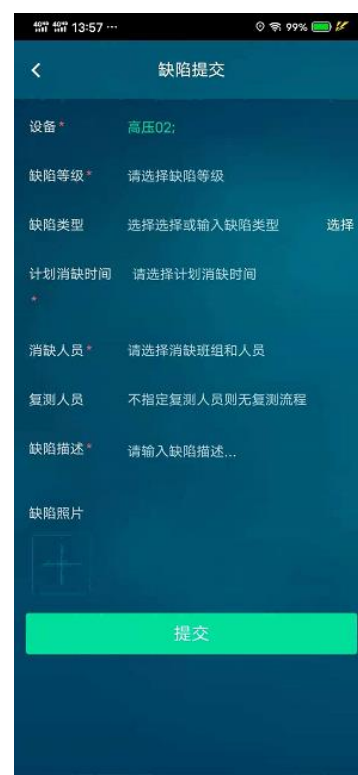 4G 4G 13:57 ··· 99%
缺陷提交
设备* 高压02;
缺陷等级* 请选择缺陷等级
缺陷类型 选择选择或输入缺陷类型 选择
计划消缺时间 请选择计划消缺时间
*
消缺人员* 请选择消缺班组和人员
复测人员 不指定复测人员则无复测流程
缺陷描述* 请输入缺陷描述...
缺陷照片
提交